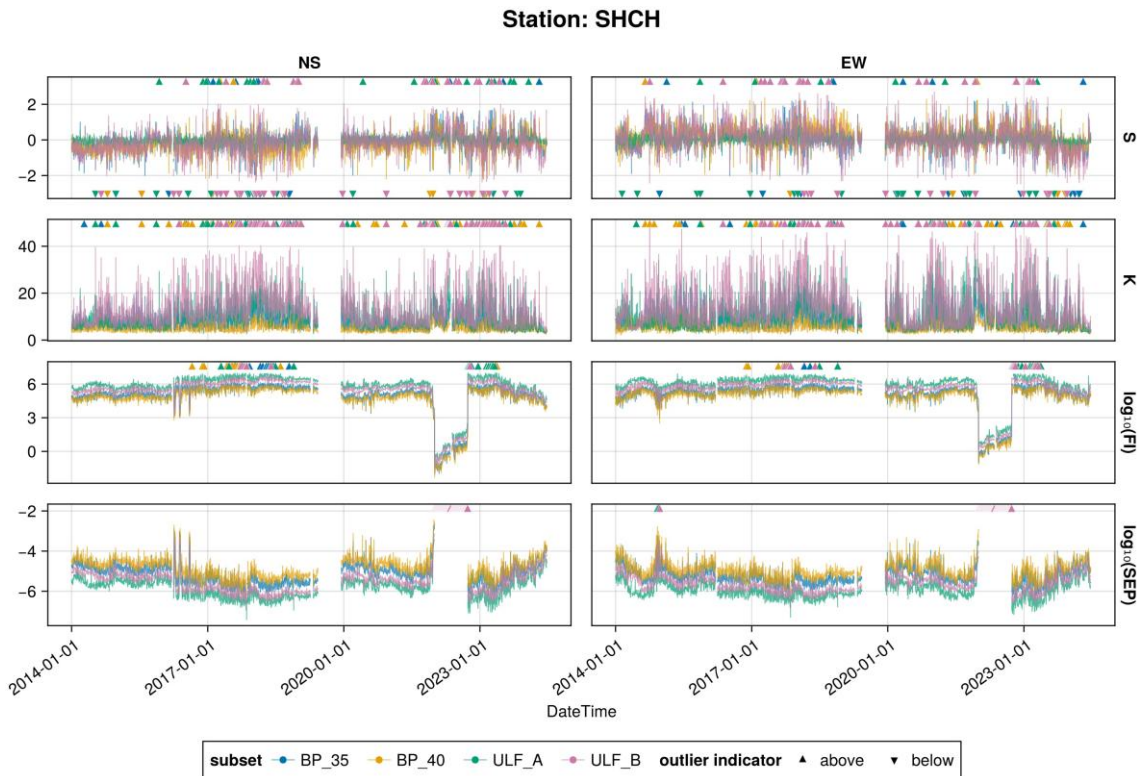 Station: SHCH
NS
EW
2
0
−2
S
40
20
0
K
6
3
0
log₁₀(FI)
−2
−4
−6
log₁₀(SEP)
2014-01-01
2017-01-01
2020-01-01
2023-01-01
2014-01-01
2017-01-01
2020-01-01
2023-01-01
DateTime
subset BP_35 BP_40 ULF_A ULF_B outlier indicator above below